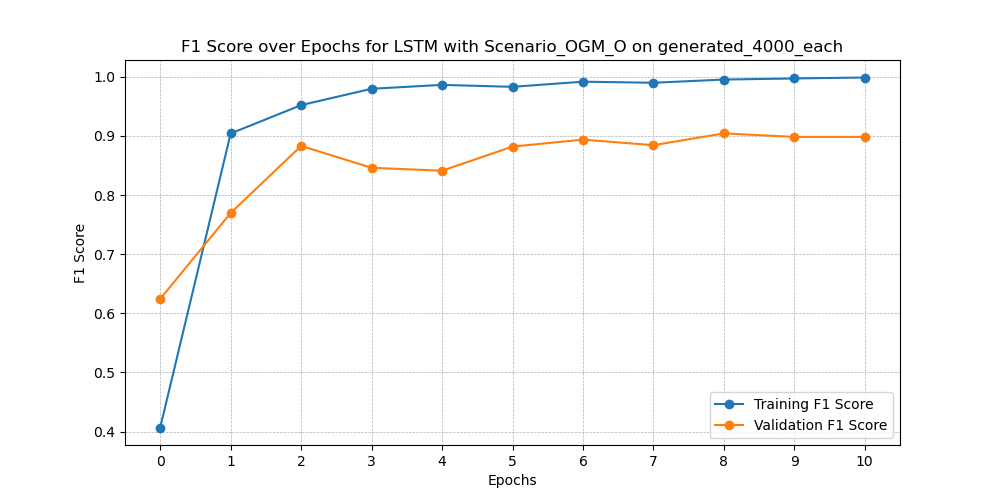 F1 Score over Epochs for LSTM with Scenario_OGM_O on generated_4000_each
1.0
0.9
0.8
0.7
0.6
0.5
0.4
F1 Score
0 1 2 3 4 5 6 7 8 9 10
Epochs
Training F1 Score
Validation F1 Score